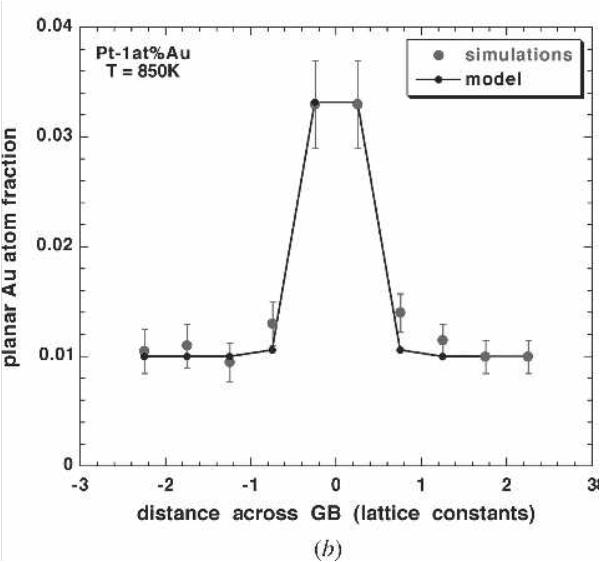 0.04
Pt-1at%Au
T = 850K
simulations
model
0.03
0.02
0.01
0
planar Au atom fraction
-3 -2 -1 0 1 2 38
distance across GB (lattice constants)
(b)